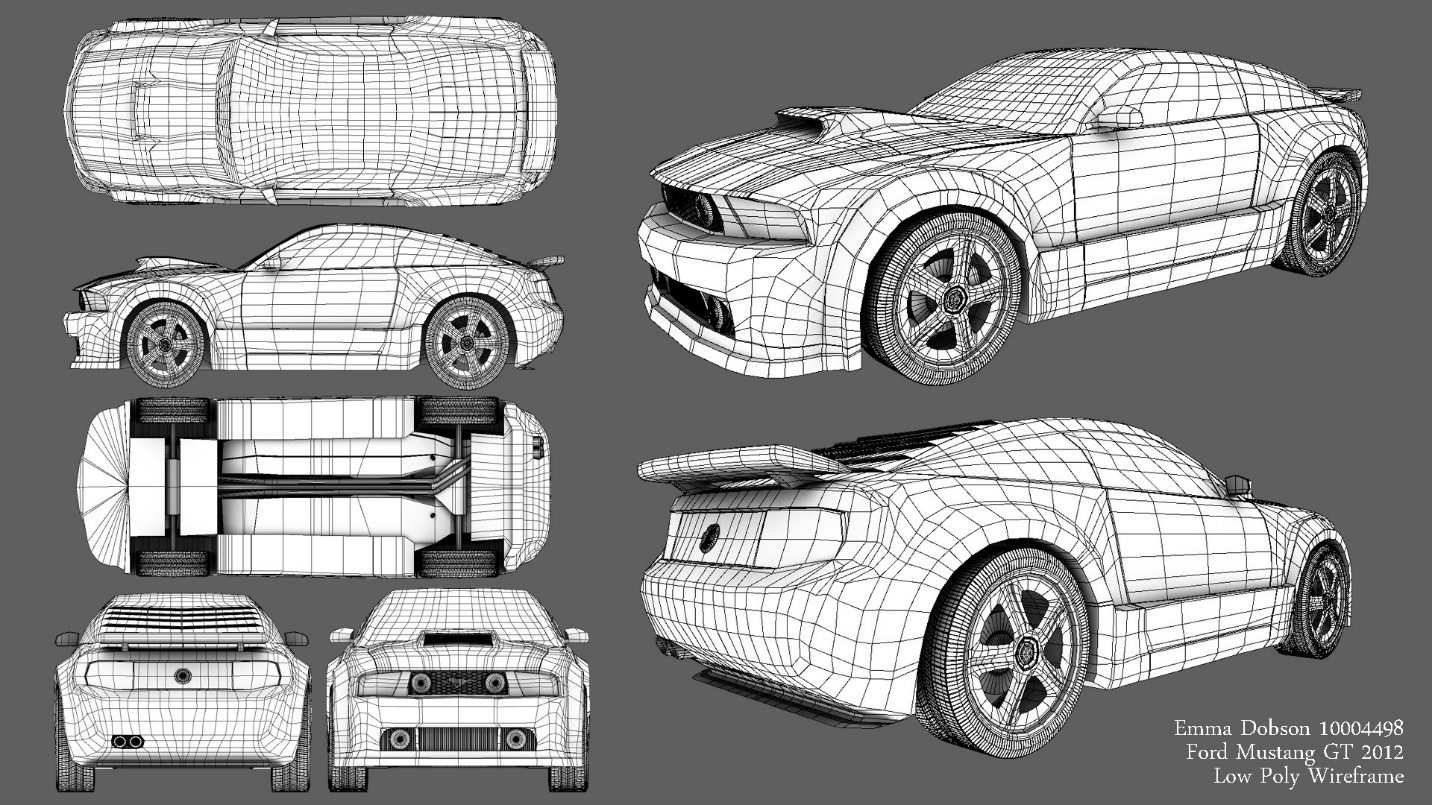 Emma Dobson 10004498
Ford Mustang GT 2012
Low Poly Wireframe